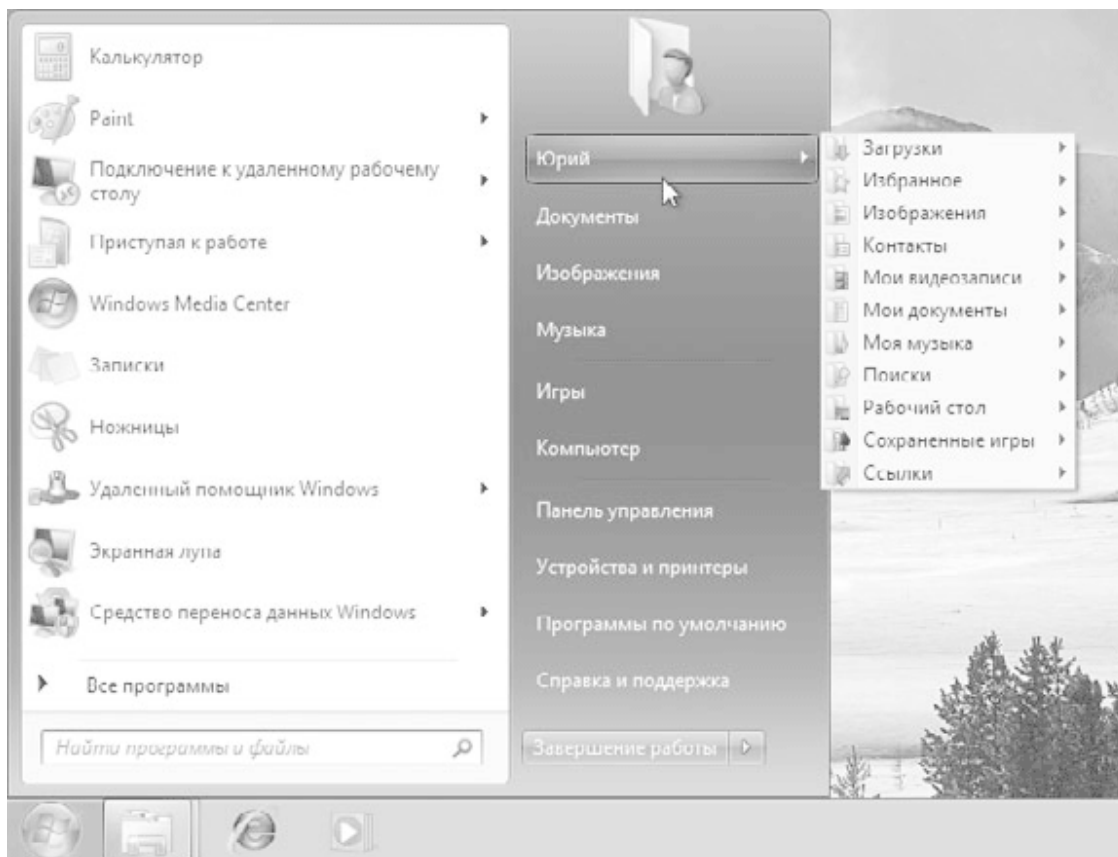 Калькулятор
Paint
Подключение к удаленному рабочему
столу
Приступая к работе
Windows Media Center
Записки
Ножницы
Удаленный помощник Windows
Экранная лупа
Средство переноса данных Windows
Все программы
Найти программы и файлы
Юрий
Документы
Изображения
Музыка
Игры
Компьютер
Панель управления
Устройства и принтеры
Программы по умолчанию
Справка и поддержка
Завершение работы
Загрузки
Избранное
Изображения
Контакты
Мои видеозаписи
Мои документы
Моя музыка
Поиски
Рабочий стол
Сохраненные игры
Ссылки